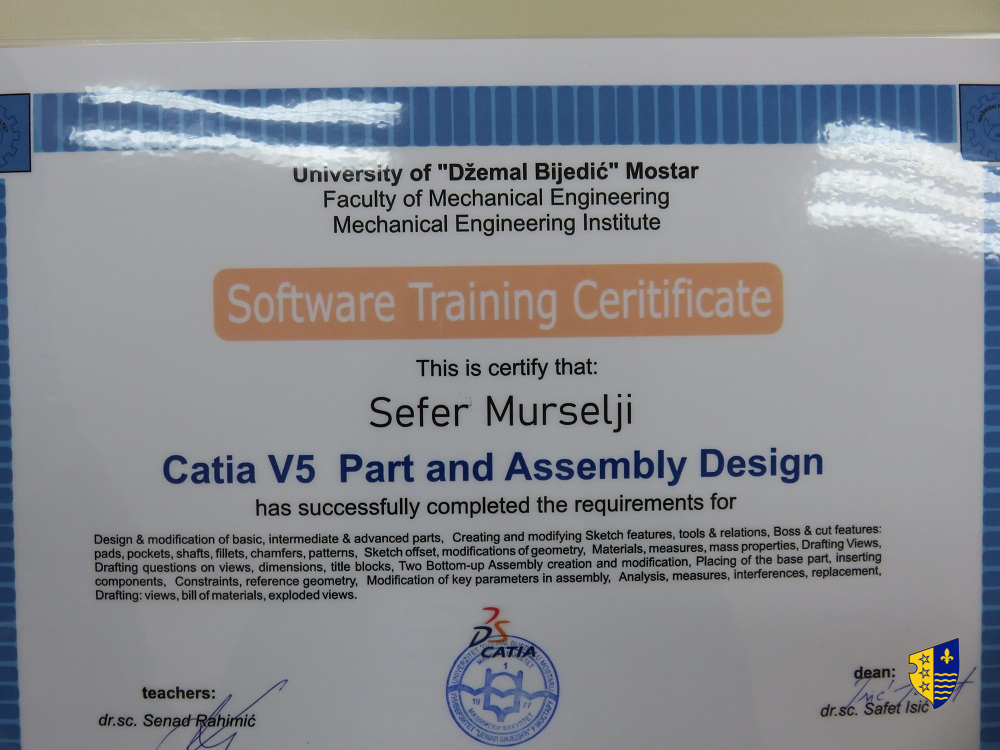 University of "Džemal Bijedić" Mostar
Faculty of Mechanical Engineering
Mechanical Engineering Institute
Software Training Ceritificate
This is certify that:
Sefer Murselji
Catia V5 Part and Assembly Design
has successfully completed the requirements for
Design & modification of basic, intermediate & advanced parts, Creating and modifying Sketch features, tools & relations, Boss & cut features:
pads, pockets, shafts, fillets, chamfers, patterns, Sketch offset, modifications of geometry, Materials, measures, mass properties, Drafting Views,
Drafting questions on views, dimensions, title blocks, Two Bottom-up Assembly creation and modification, Placing of the base part, inserting
components, Constraints, reference geometry, Modification of key parameters in assembly, Analysis, measures, interferences, replacement,
Drafting: views, bill of materials, exploded views.
CATIA
1
19 77
teachers:
dr.sc. Senad Rahimić
dean:
dr.sc. Safet Isić